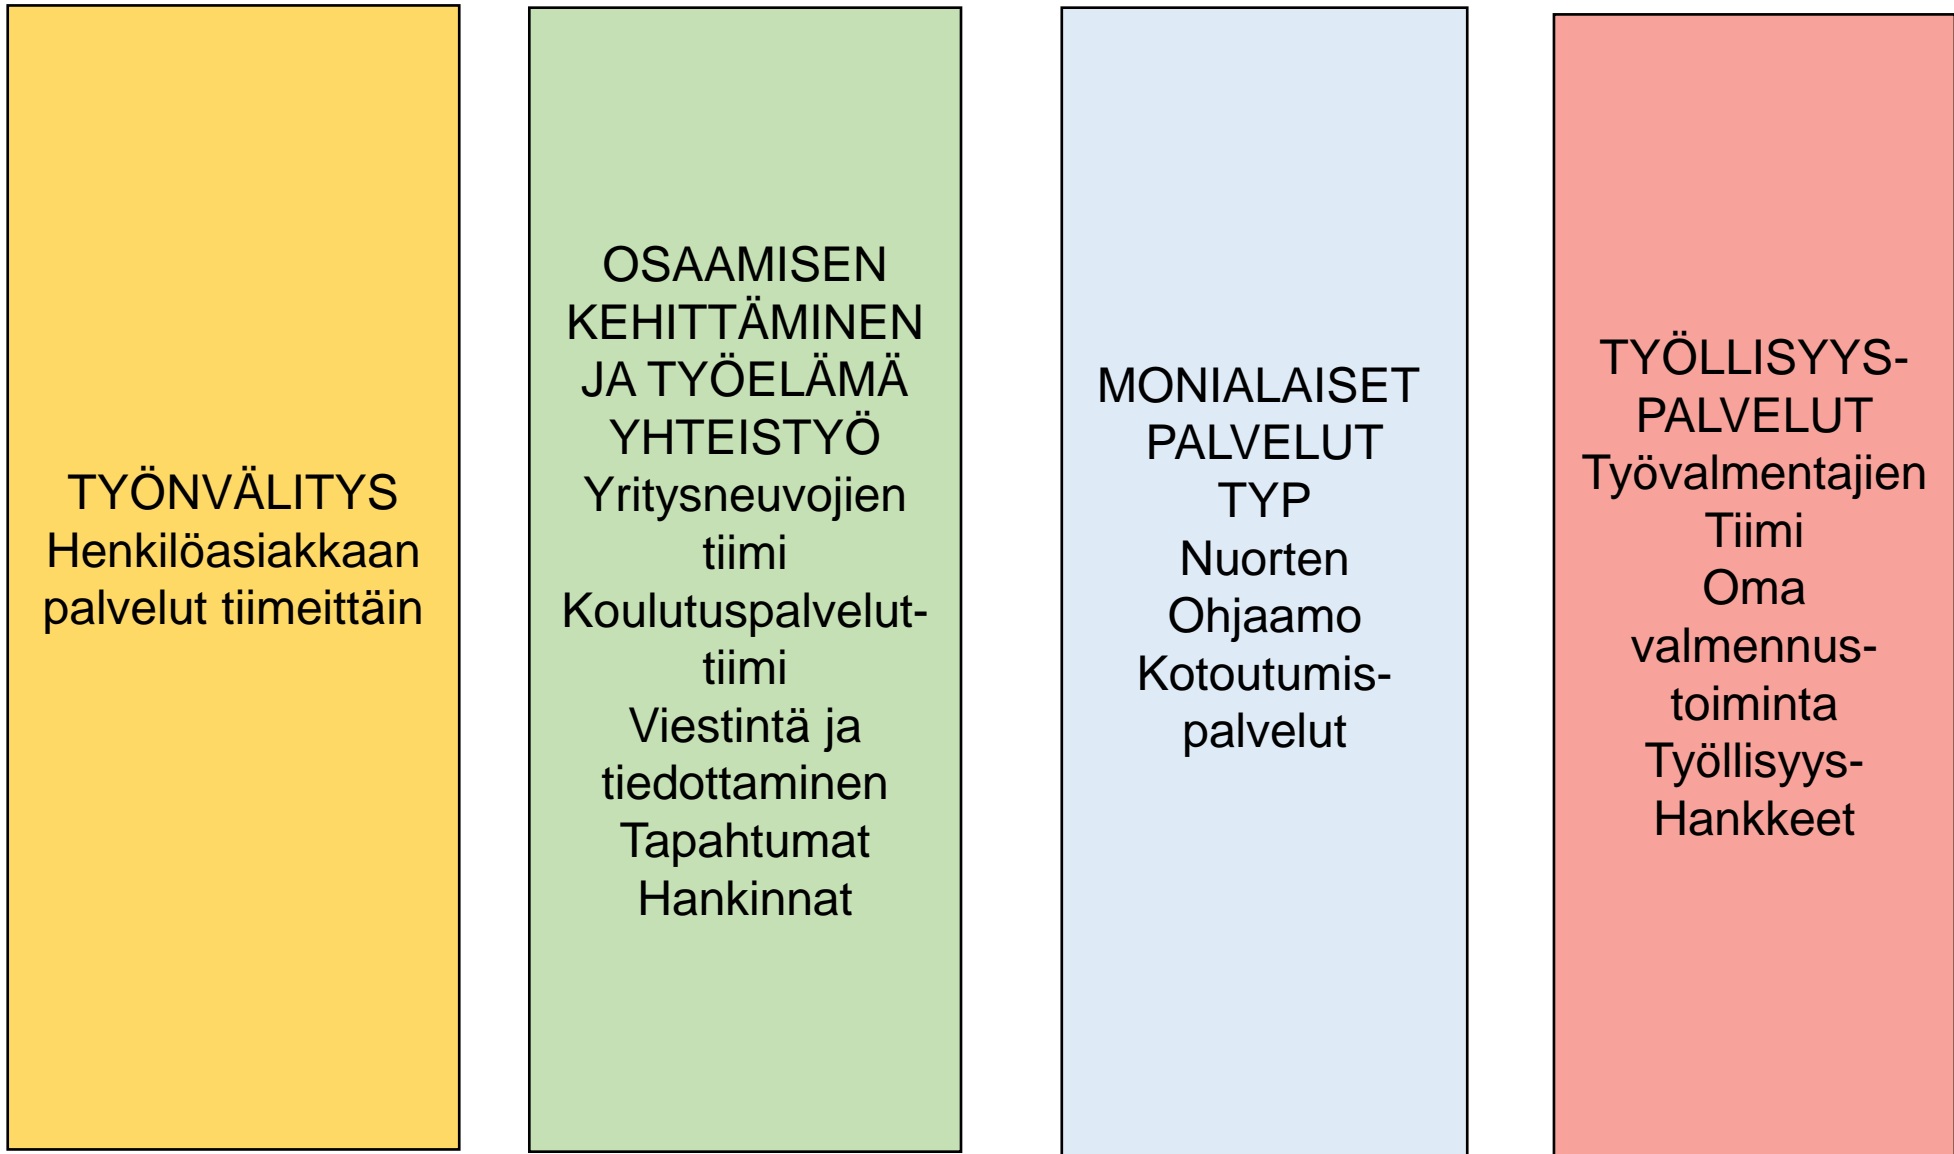 TYÖNVÄLITYS
Henkilöasiakkaan
palvelut tiimeittäin
OSAAMISEN
KEHITTÄMINEN
JA TYÖELÄMÄ
YHTEISTYÖ
Yritysneuvojien
tiimi
Koulutuspalvelut-
tiimi
Viestintä ja
tiedottaminen
Tapahtumat
Hankinnat
MONIALAISET
PALVELUT
TYP
Nuorten
Ohjaamo
Kotoutumis-
palvelut
TYÖLLISYYS-
PALVELUT
Työvalmentajien
Tiimi
Oma
valmennus-
toiminta
Työllisyys-
Hankkeet